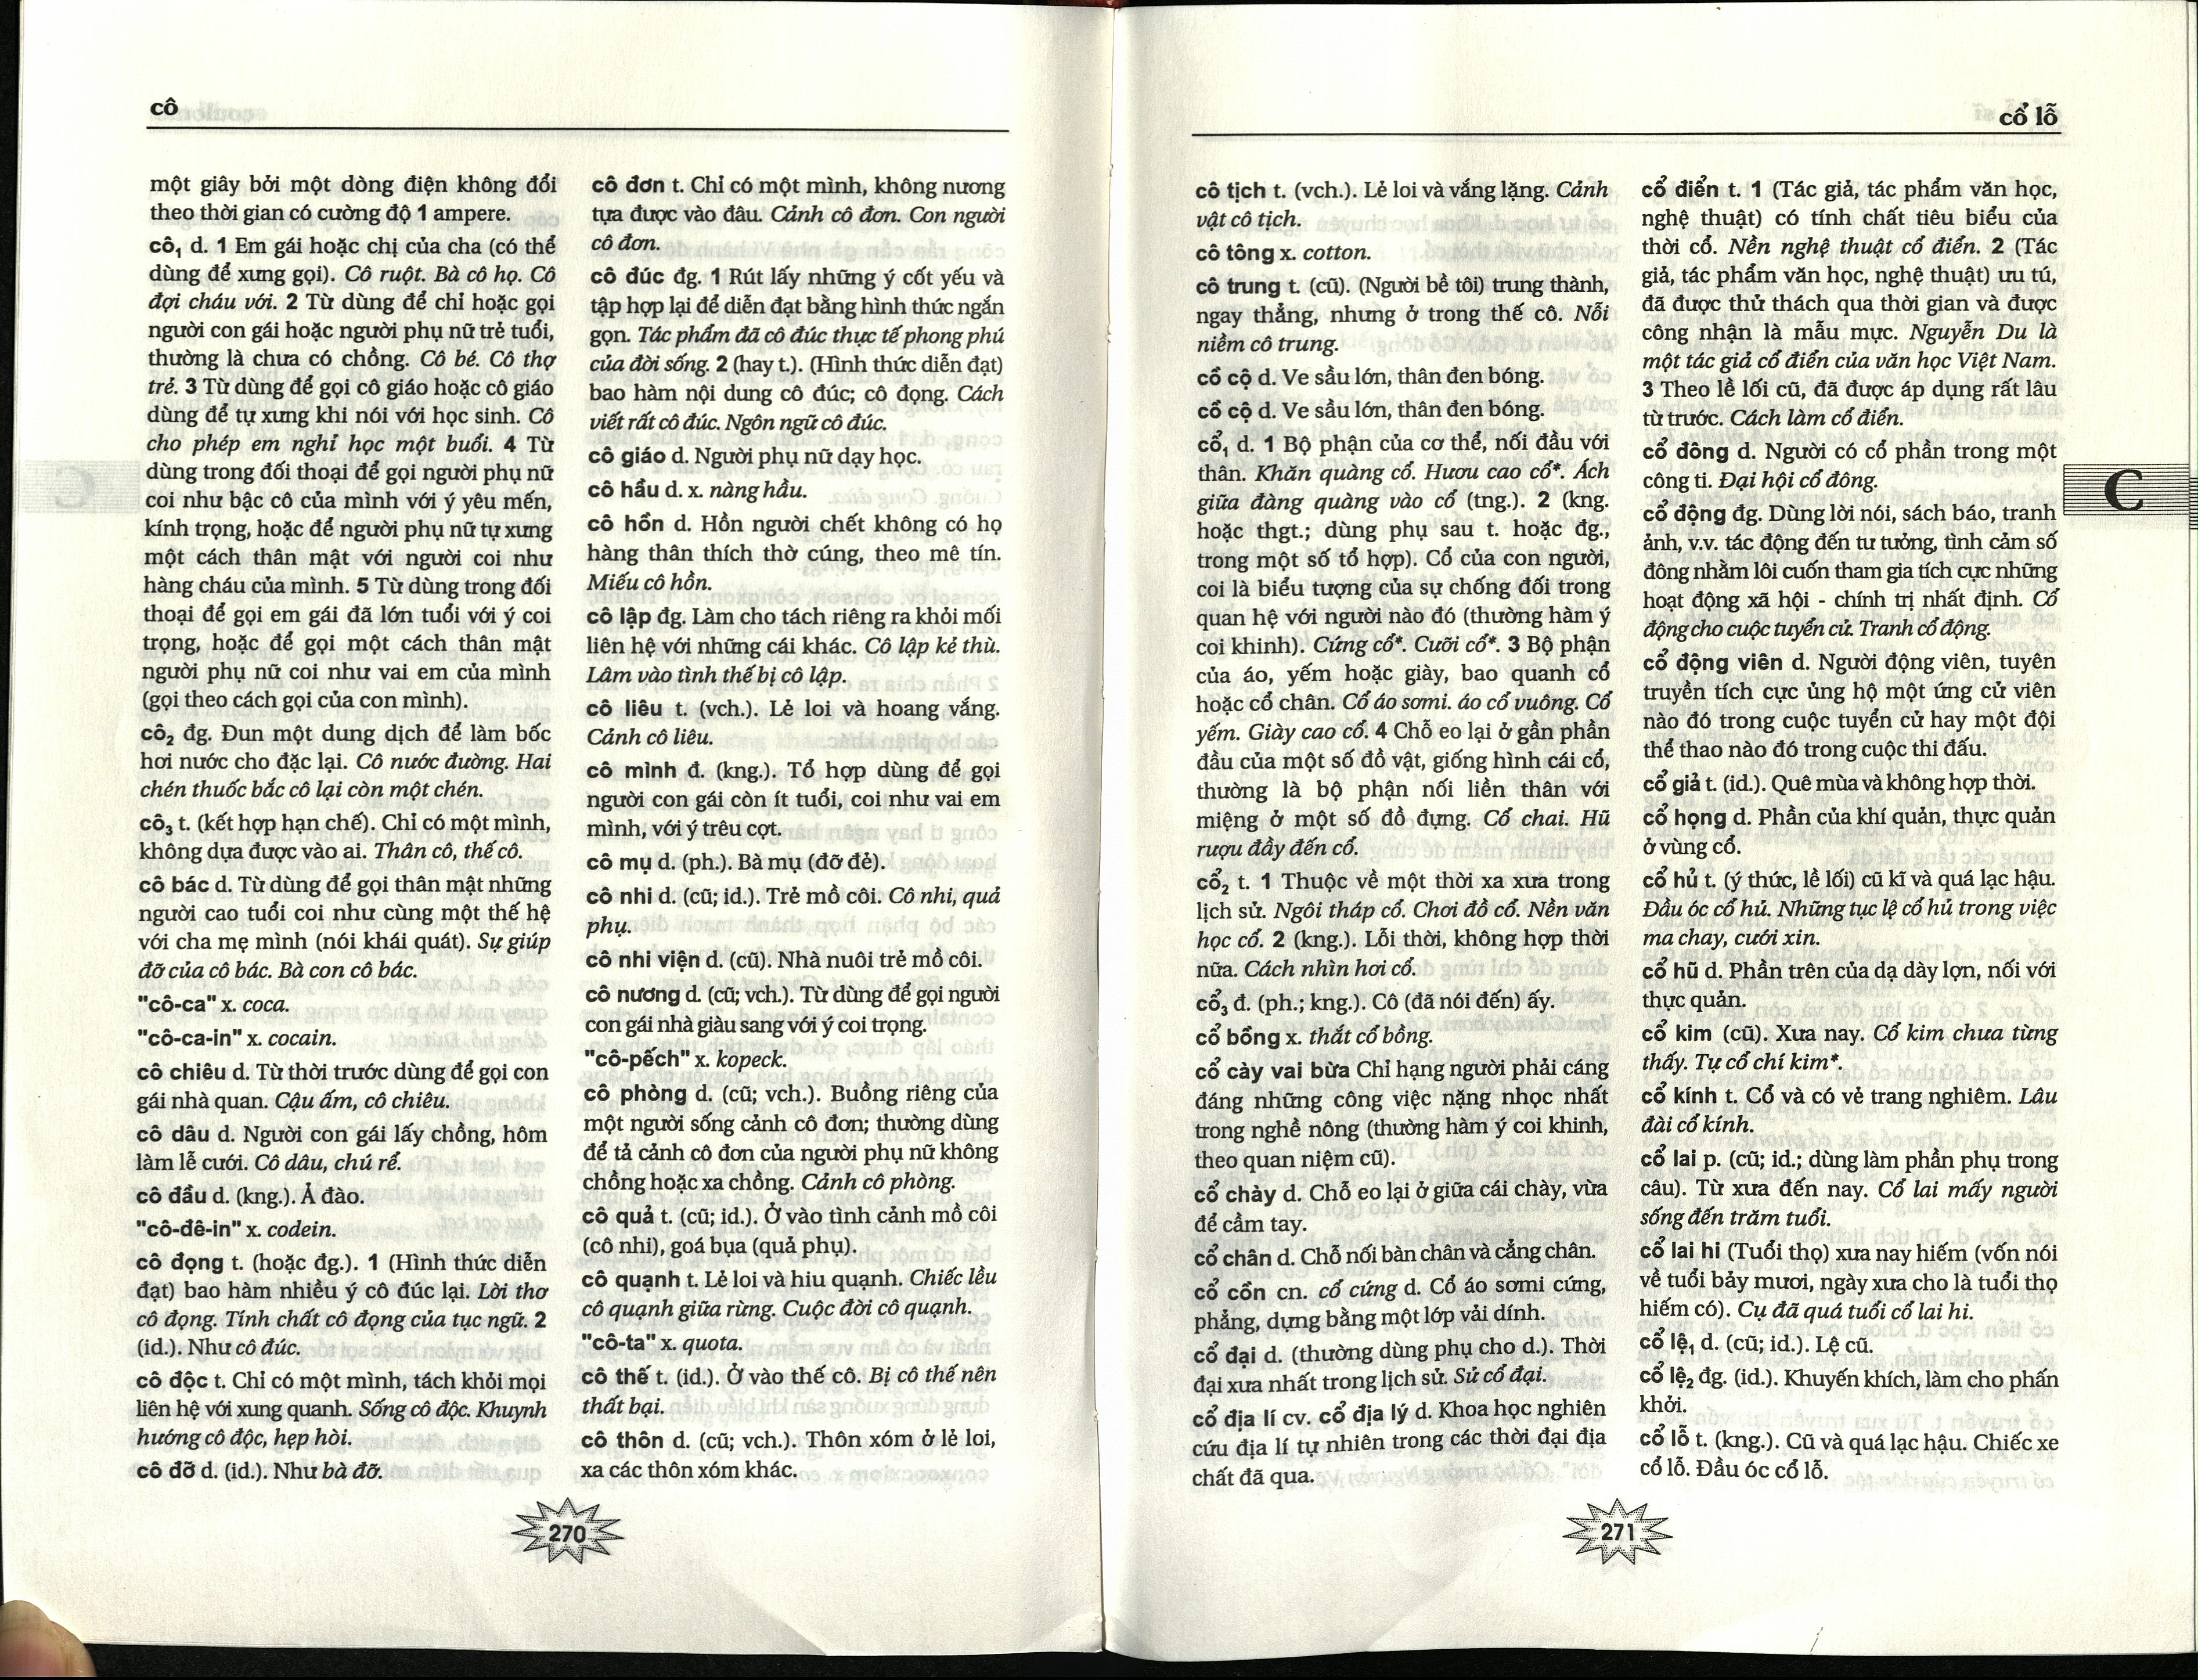 cô
một giây bởi một dòng điện không đổi
theo thời gian có cường độ 1 ampere.
cô₁ d. 1 Em gái hoặc chị của cha (có thể
dùng để xưng gọi). Cô ruột. Bà cô họ. Cô
đợi cháu với. 2 Từ dùng để chỉ hoặc gọi
người con gái hoặc người phụ nữ trẻ tuổi,
thường là chưa có chồng. Cô bé. Cô thợ
trẻ. 3 Từ dùng để gọi cô giáo hoặc cô giáo
dùng để tự xưng khi nói với học sinh. Cô
cho phép em nghỉ học một buổi. 4 Từ
dùng trong đối thoại để gọi người phụ nữ
coi như bậc cô của mình với ý yêu mến,
kính trọng, hoặc để người phụ nữ tự xưng
một cách thân mật với người coi như
hàng cháu của mình. 5 Từ dùng trong đối
thoại để gọi em gái đã lớn tuổi với ý coi
trọng, hoặc để gọi một cách thân mật
người phụ nữ coi như vai em của mình
(gọi theo cách gọi của con mình).
cô₂ đg. Đun một dung dịch để làm bốc
hơi nước cho đặc lại. Cô nước đường. Hai
chén thuốc bắc cô lại còn một chén.
cô₃ t. (kết hợp hạn chế). Chỉ có một mình,
không dựa được vào ai. Thân cô, thế cô.
cô bác d. Từ dùng để gọi thân mật những
người cao tuổi coi như cùng một thế hệ
với cha mẹ mình (nói khái quát). Sự giúp
đỡ của cô bác. Bà con cô bác.
"cô-ca" x. coca.
"cô-ca-in" x. cocain.
cô chiêu d. Từ thời trước dùng để gọi con
gái nhà quan. Cậu ấm, cô chiêu.
cô dâu d. Người con gái lấy chồng, hôm
làm lễ cưới. Cô dâu, chú rể.
cô đầu d. (kng.). Ả đào.
"cô-đê-in" x. codein.
cô đọng t. (hoặc đg.). 1 (Hình thức diễn
đạt) bao hàm nhiều ý cô đúc lại. Lời thơ
cô đọng. Tính chất cô đọng của tục ngữ. 2
(id.). Như cô đúc.
cô độc t. Chỉ có một mình, tách khỏi mọi
liên hệ với xung quanh. Sống cô độc. Khuynh
hướng cô độc, hẹp hòi.
cô đỡ d. (id.). Như bà đỡ.
cô đơn t. Chỉ có một mình, không nương
tựa được vào đâu. Cảnh cô đơn. Con người
cô đơn.
cô đúc đg. 1 Rút lấy những ý cốt yếu và
tập hợp lại để diễn đạt bằng hình thức ngắn
gọn. Tác phẩm đã cô đúc thực tế phong phú
của đời sống. 2 (hay t.). (Hình thức diễn đạt)
bao hàm nội dung cô đúc; cô đọng. Cách
viết rất cô đúc. Ngôn ngữ cô đúc.
cô giáo d. Người phụ nữ dạy học.
cô hầu d. x. nàng hầu.
cô hồn d. Hồn người chết không có họ
hàng thân thích thờ cúng, theo mê tín.
Miếu cô hồn.
cô lập đg. Làm cho tách riêng ra khỏi mối
liên hệ với những cái khác. Cô lập kẻ thù.
Lâm vào tình thế bị cô lập.
cô liêu t. (vch.). Lẻ loi và hoang vắng.
Cảnh cô liêu.
cô mình đ. (kng.). Tổ hợp dùng để gọi
người con gái còn ít tuổi, coi như vai em
mình, với ý trêu cợt.
cô mụ d. (ph.). Bà mụ (đỡ đẻ).
cô nhi d. (cũ; id.). Trẻ mồ côi. Cô nhi, quả
phụ.
cô nhi viện d. (cũ). Nhà nuôi trẻ mồ côi.
cô nương d. (cũ; vch.). Từ dùng để gọi người
con gái nhà giàu sang với ý coi trọng.
"cô-pếch" x. kopeck.
cô phòng d. (cũ; vch.). Buồng riêng của
một người sống cảnh cô đơn; thường dùng
để tả cảnh cô đơn của người phụ nữ không
chồng hoặc xa chồng. Cảnh cô phòng.
cô quả t. (cũ; id.). Ở vào tình cảnh mồ côi
(cô nhi), goá bụa (quả phụ).
cô quạnh t. Lẻ loi và hiu quạnh. Chiếc lều
cô quạnh giữa rừng. Cuộc đời cô quạnh.
"cô-ta" x. quota.
cô thế t. (id.). Ở vào thế cô. Bị cô thế nên
thất bại.
cô thôn d. (cũ; vch.). Thôn xóm ở lẻ loi,
xa các thôn xóm khác.
270
cổ lỗ
cô tịch t. (vch.). Lẻ loi và vắng lặng. Cảnh
vật cô tịch.
cô tông x. cotton.
cô trung t. (cũ). (Người bề tôi) trung thành,
ngay thẳng, nhưng ở trong thế cô. Nỗi
niềm cô trung.
cồ cộ d. Ve sầu lớn, thân đen bóng.
cồ cộ d. Ve sầu lớn, thân đen bóng.
cổ₁ d. 1 Bộ phận của cơ thể, nối đầu với
thân. Khăn quàng cổ. Hươu cao cổ*. Ách
giữa đàng quàng vào cổ (tng.). 2 (kng.
hoặc thgt.; dùng phụ sau t. hoặc đg.,
trong một số tổ hợp). Cổ của con người,
coi là biểu tượng của sự chống đối trong
quan hệ với người nào đó (thường hàm ý
coi khinh). Cứng cổ*. Cưỡi cổ*. 3 Bộ phận
của áo, yếm hoặc giày, bao quanh cổ
hoặc cổ chân. Cổ áo sơmi. áo cổ vuông. Cổ
yếm. Giày cao cổ. 4 Chỗ eo lại ở gần phần
đầu của một số đồ vật, giống hình cái cổ,
thường là bộ phận nối liền thân với
miệng ở một số đồ đựng. Cổ chai. Hũ
rượu đầy đến cổ.
cổ₂ t. 1 Thuộc về một thời xa xưa trong
lịch sử. Ngôi tháp cổ. Chơi đồ cổ. Nền văn
học cổ. 2 (kng.). Lỗi thời, không hợp thời
nữa. Cách nhìn hơi cổ.
cổ₃ đ. (ph.; kng.). Cô (đã nói đến) ấy.
cổ bồng x. thắt cổ bồng.
cổ cày vai bừa Chỉ hạng người phải cáng
đáng những công việc nặng nhọc nhất
trong nghề nông (thường hàm ý coi khinh,
theo quan niệm cũ).
cổ chày d. Chỗ eo lại ở giữa cái chày, vừa
để cầm tay.
cổ chân d. Chỗ nối bàn chân và cẳng chân.
cổ cồn cn. cổ cứng d. Cổ áo sơmi cứng,
phẳng, dựng bằng một lớp vải dính.
cổ đại d. (thường dùng phụ cho d.). Thời
đại xưa nhất trong lịch sử. Sử cổ đại.
cổ địa lí cv. cổ địa lý d. Khoa học nghiên
cứu địa lí tự nhiên trong các thời đại địa
chất đã qua.
cổ điển t. 1 (Tác giả, tác phẩm văn học,
nghệ thuật) có tính chất tiêu biểu của
thời cổ. Nền nghệ thuật cổ điển. 2 (Tác
giả, tác phẩm văn học, nghệ thuật) ưu tú,
đã được thử thách qua thời gian và được
công nhận là mẫu mực. Nguyễn Du là
một tác giả cổ điển của văn học Việt Nam.
3 Theo lề lối cũ, đã được áp dụng rất lâu
từ trước. Cách làm cổ điển.
cổ đông d. Người có cổ phần trong một
công ti. Đại hội cổ đông.
cổ động đg. Dùng lời nói, sách báo, tranh
ảnh, v.v. tác động đến tư tưởng, tình cảm số
đông nhằm lôi cuốn tham gia tích cực những
hoạt động xã hội - chính trị nhất định. Cổ
động cho cuộc tuyển cử. Tranh cổ động.
cổ động viên d. Người động viên, tuyên
truyền tích cực ủng hộ một ứng cử viên
nào đó trong cuộc tuyển cử hay một đội
thể thao nào đó trong cuộc thi đấu.
cổ giả t. (id.). Quê mùa và không hợp thời.
cổ họng d. Phần của khí quản, thực quản
ở vùng cổ.
cổ hủ t. (ý thức, lề lối) cũ kĩ và quá lạc hậu.
Đầu óc cổ hủ. Những tục lệ cổ hủ trong việc
ma chay, cưới xin.
cổ hũ d. Phần trên của dạ dày lợn, nối với
thực quản.
cổ kim (cũ). Xưa nay. Cổ kim chưa từng
thấy. Tự cổ chí kim*.
cổ kính t. Cổ và có vẻ trang nghiêm. Lâu
đài cổ kính.
cổ lai p. (cũ; id.; dùng làm phần phụ trong
câu). Từ xưa đến nay. Cổ lai mấy người
sống đến trăm tuổi.
cổ lai hi (Tuổi thọ) xưa nay hiếm (vốn nói
về tuổi bảy mươi, ngày xưa cho là tuổi thọ
hiếm có). Cụ đã quá tuổi cổ lai hi.
cổ lệ₁ d. (cũ; id.). Lệ cũ.
cổ lệ₂ đg. (id.). Khuyến khích, làm cho phấn
khởi.
cổ lỗ t. (kng.). Cũ và quá lạc hậu. Chiếc xe
cổ lỗ. Đầu óc cổ lỗ.
C
271